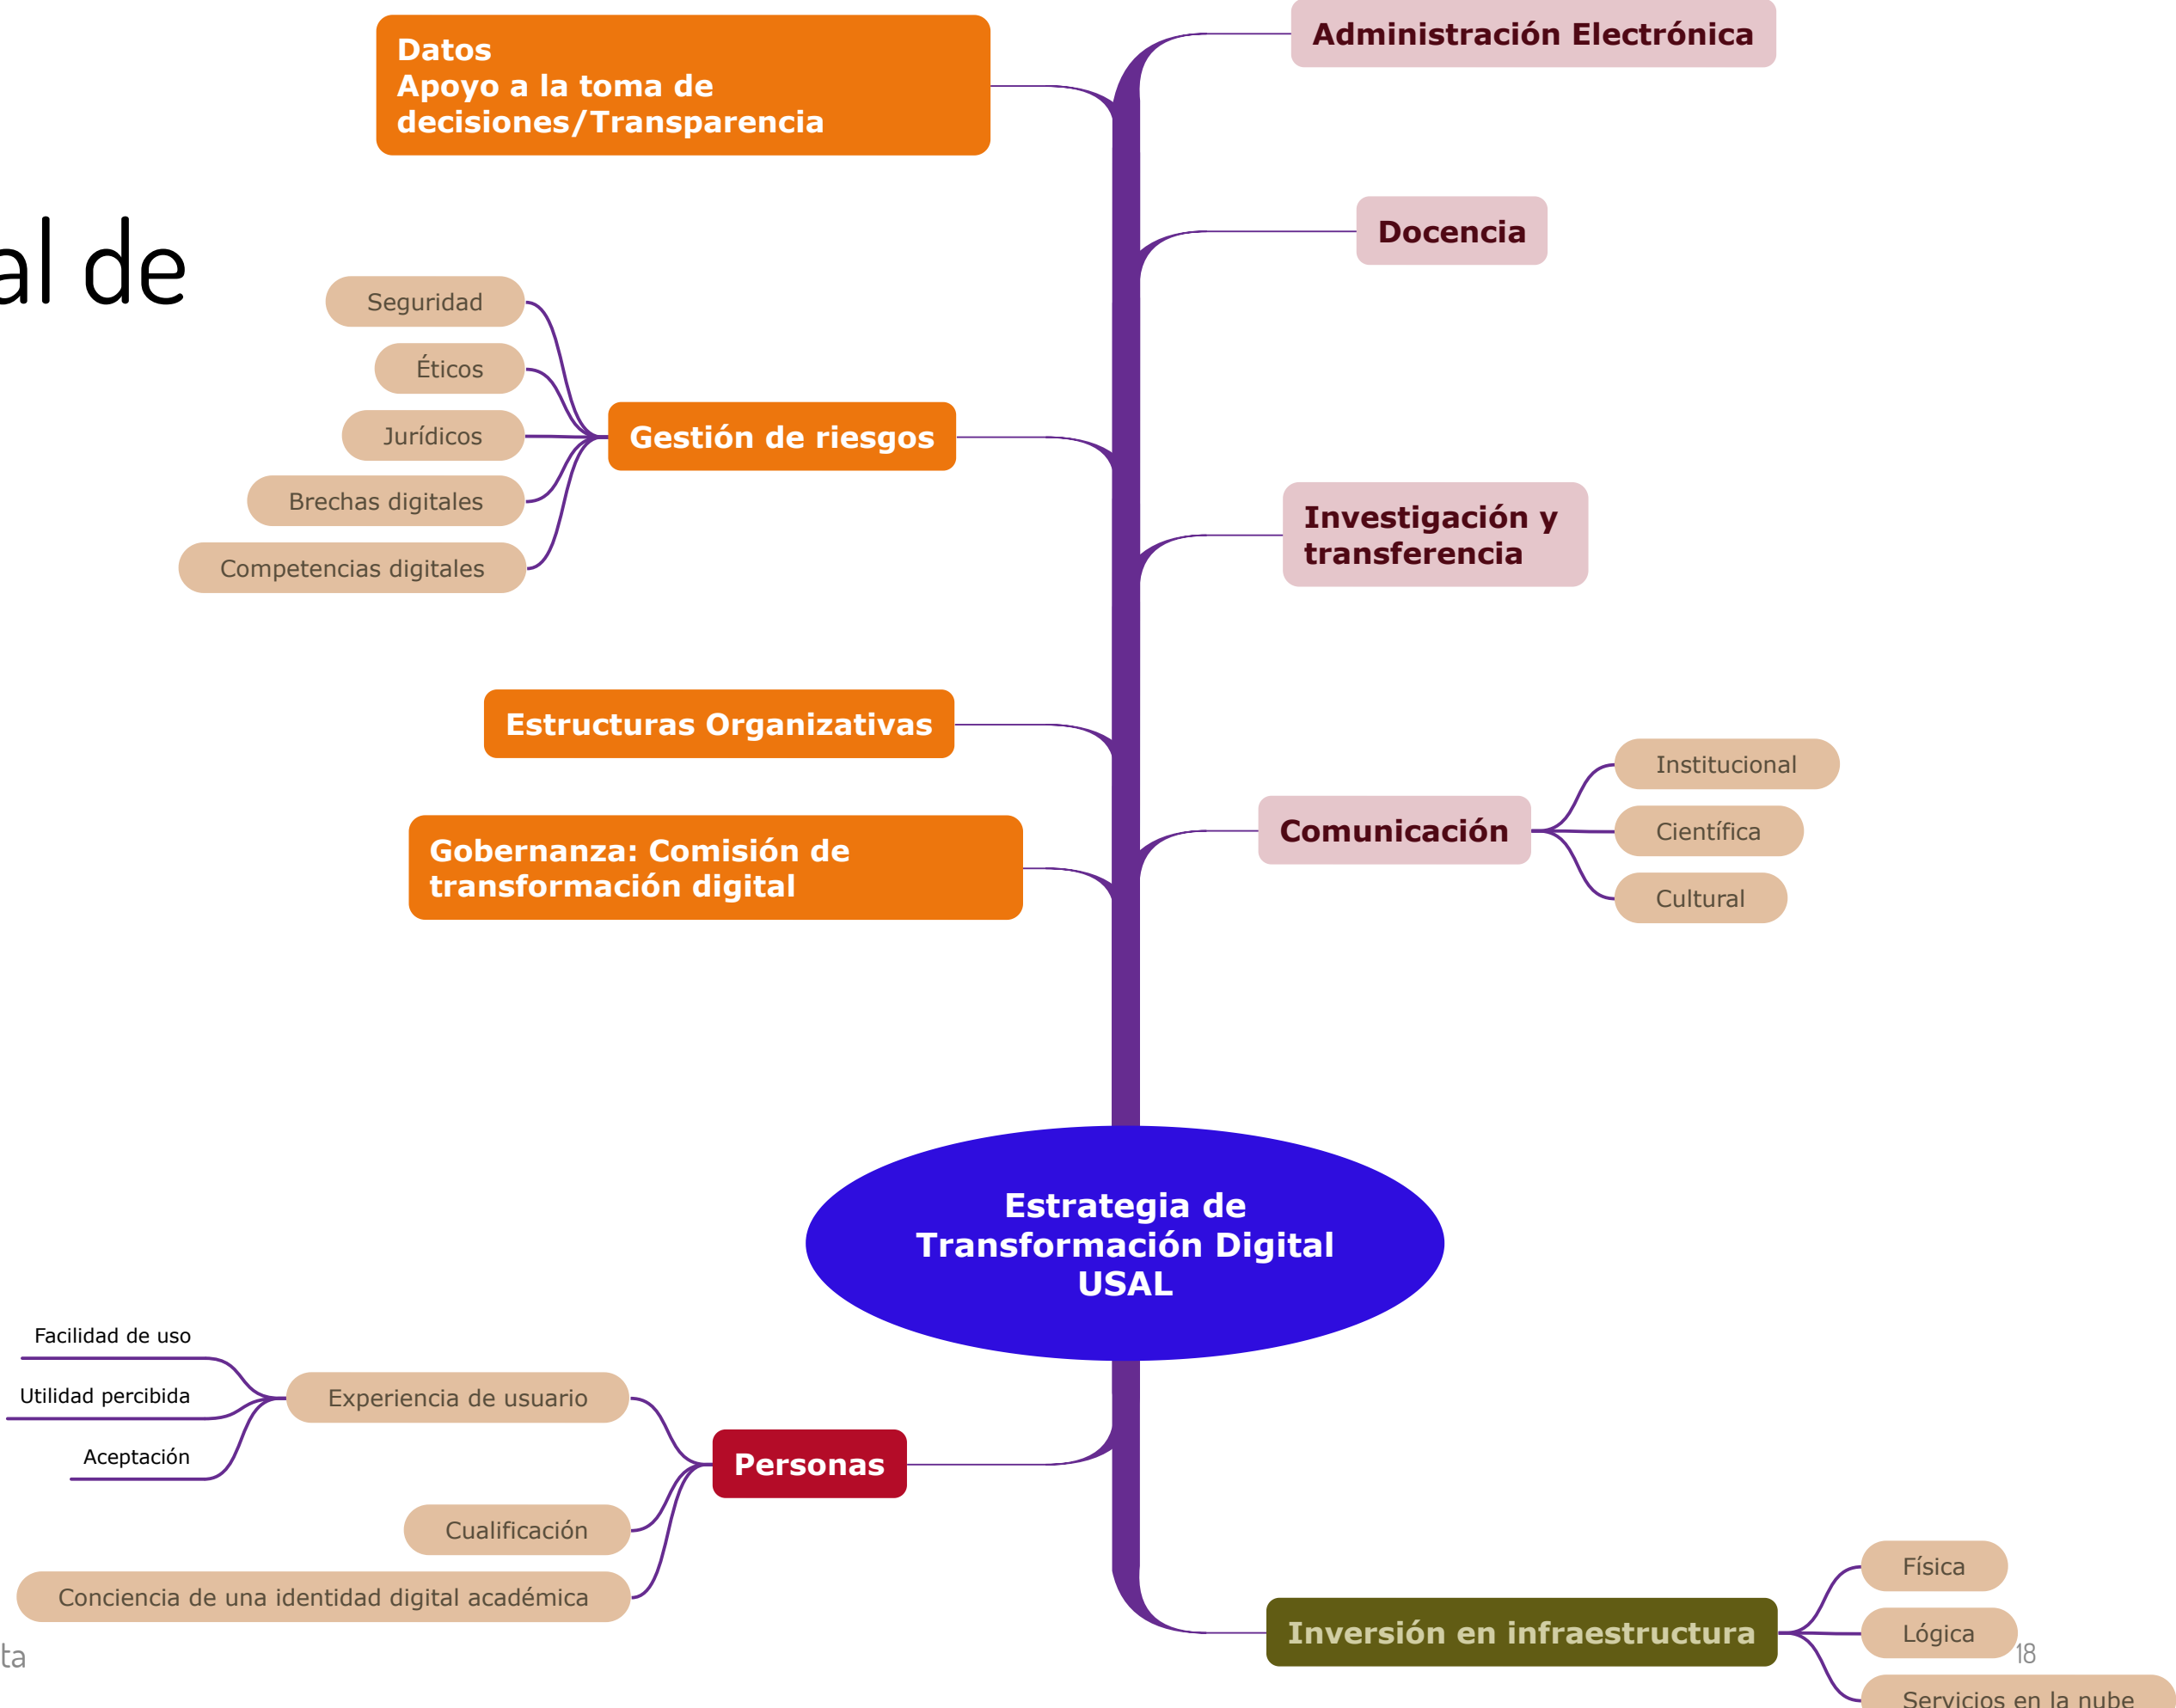 al de
Datos
Apoyo a la toma de
decisiones/Transparencia
Seguridad
Éticos
Jurídicos
Brechas digitales
Competencias digitales
Gestión de riesgos
Estructuras Organizativas
Gobernanza: Comisión de
transformación digital
Administración Electrónica
Docencia
Investigación y
transferencia
Comunicación
Institucional
Científica
Cultural
Estrategia de
Transformación Digital
USAL
Facilidad de uso
Utilidad percibida
Aceptación
Experiencia de usuario
Cualificación
Conciencia de una identidad digital académica
Personas
Inversión en infraestructura
Física
Lógica
Servicios en la nube
ta
18